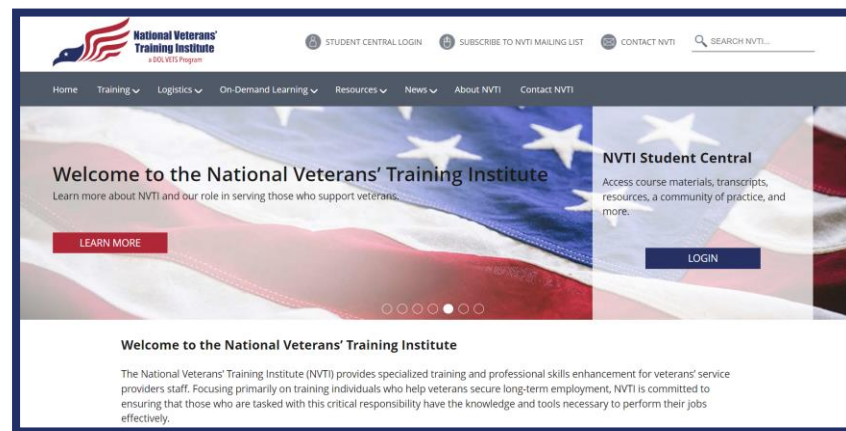 National Veterans'
Training Institute
a DOL VETS Program
STUDENT CENTRAL LOGIN
SUBSCRIBE TO NVTI MAILING LIST
CONTACT NVTI
SEARCH NVTI...
Home Training Logistics On-Demand Learning Resources News About NVTI Contact NVTI
Welcome to the National Veterans' Training Institute
Learn more about NVTI and our role in serving those who support veterans.
LEARN MORE
NVTI Student Central
Access course materials, transcripts,
resources, a community of practice, and
more.
LOGIN
Welcome to the National Veterans' Training Institute
The National Veterans' Training Institute (NVTI) provides specialized training and professional skills enhancement for veterans' service
providers staff. Focusing primarily on training individuals who help veterans secure long-term employment, NVTI is committed to
ensuring that those who are tasked with this critical responsibility have the knowledge and tools necessary to perform their jobs
effectively.